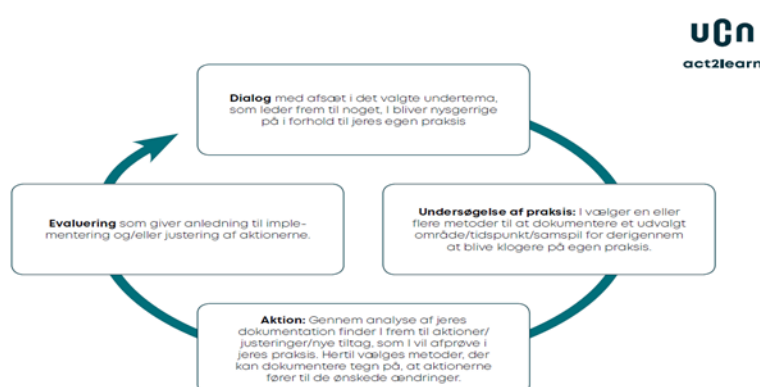 UCN
act2learn
Dialog med afsæt i det valgte undertema,
som leder frem til noget, I bliver nysgerrige
på i forhold til jeres egen praksis
Evaluering som giver anledning til imple-
mentering og/eller justering af aktionerne.
Undersøgelse af praksis: I vælger en eller
flere metoder til at dokumentere et udvalgt
område/tidspunkt/samspil for derigennem
at blive klogere på egen praksis.
Aktion: Gennem analyse af jeres
dokumentation finder I frem til aktioner/
justeringer/nye tiltag, som I vil afprøve i
jeres praksis. Hertil vælges metoder, der
kan dokumentere tegn på, at aktionerne
fører til de ønskede ændringer.